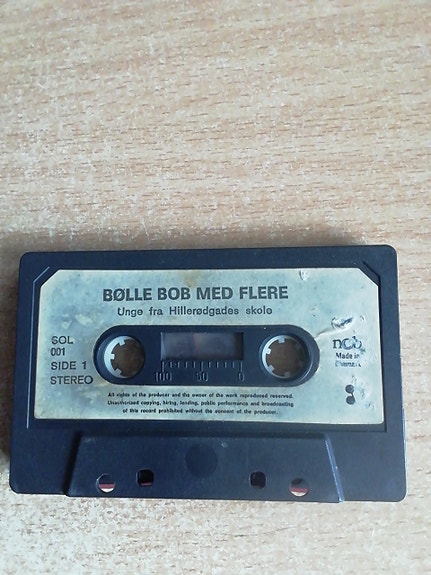 BØLLE BOB MED FLERE
Unge fra Hillerødgades skole
SOL
001
SIDE 1
STEREO
ncb
Made in
Denmark
100 50 0
All rights of the producer and the owner of the work reproduced reserved.
Unauthorized copying, hiring, lending, public performance and broadcasting
of this record prohibited without the consent of the producer.